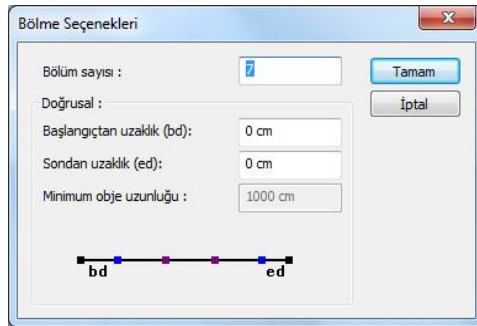 Bölme Seçenekleri
Bölüm sayısı : 7
Tamam
İptal
Doğrusal :
Başlangıçtan uzaklık (bd): 0 cm
Sondan uzaklık (ed): 0 cm
Minimum obje uzunluğu : 1000 cm
bd ed